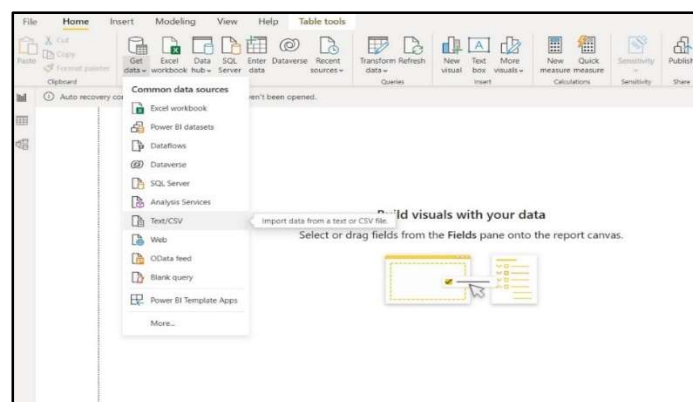 File Home Insert Modeling View Help Table tools
Paste
Cut
Copy
Format painter
Clipboard
Get data
Excel workbook
Data hub
SQL Server
Enter data
Dataverse
Recent sources
Transform data
Refresh
Queries
New visual
Text box
More visuals
Insert
New measure
Quick measure
Calculations
Sensitivity
Sensitivity
Publish
Share
Auto recovery
en't been opened.
Common data sources
Excel workbook
Power BI datasets
Dataflows
Dataverse
SQL Server
Analysis Services
Text/CSV
Import data from a text or CSV file.
Web
OData feed
Blank query
Power BI Template Apps
More...
ild visuals with your data
Select or drag fields from the Fields pane onto the report canvas.